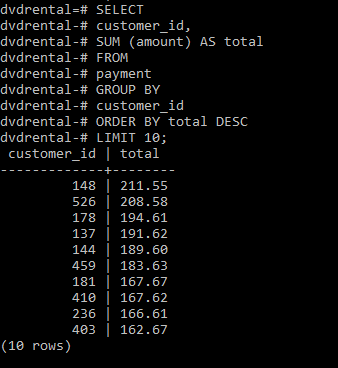 dvdrental=# SELECT
dvdrental-# customer_id,
dvdrental-# SUM (amount) AS total
dvdrental-# FROM
dvdrental-# payment
dvdrental-# GROUP BY
dvdrental-# customer_id
dvdrental-# ORDER BY total DESC
dvdrental-# LIMIT 10;
 customer_id | total
-------------+--------
         148 | 211.55
         526 | 208.58
         178 | 194.61
         137 | 191.62
         144 | 189.60
         459 | 183.63
         181 | 167.67
         410 | 167.62
         236 | 166.61
         403 | 162.67
(10 rows)